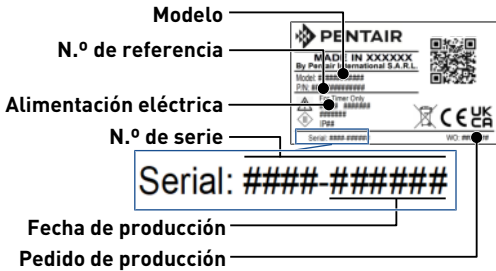 Modelo
N.º de referencia
Alimentación eléctrica
N.º de serie
Fecha de producción
Pedido de producción
PENTAIR
MADE IN XXXXXX
By Pentair International S.A.R.L.
Model: #
P/N: ##############
For Timer Only
#######
#######
IP##
CE UK CA
Serial: ####-######
WO: ###
Serial: ####-######